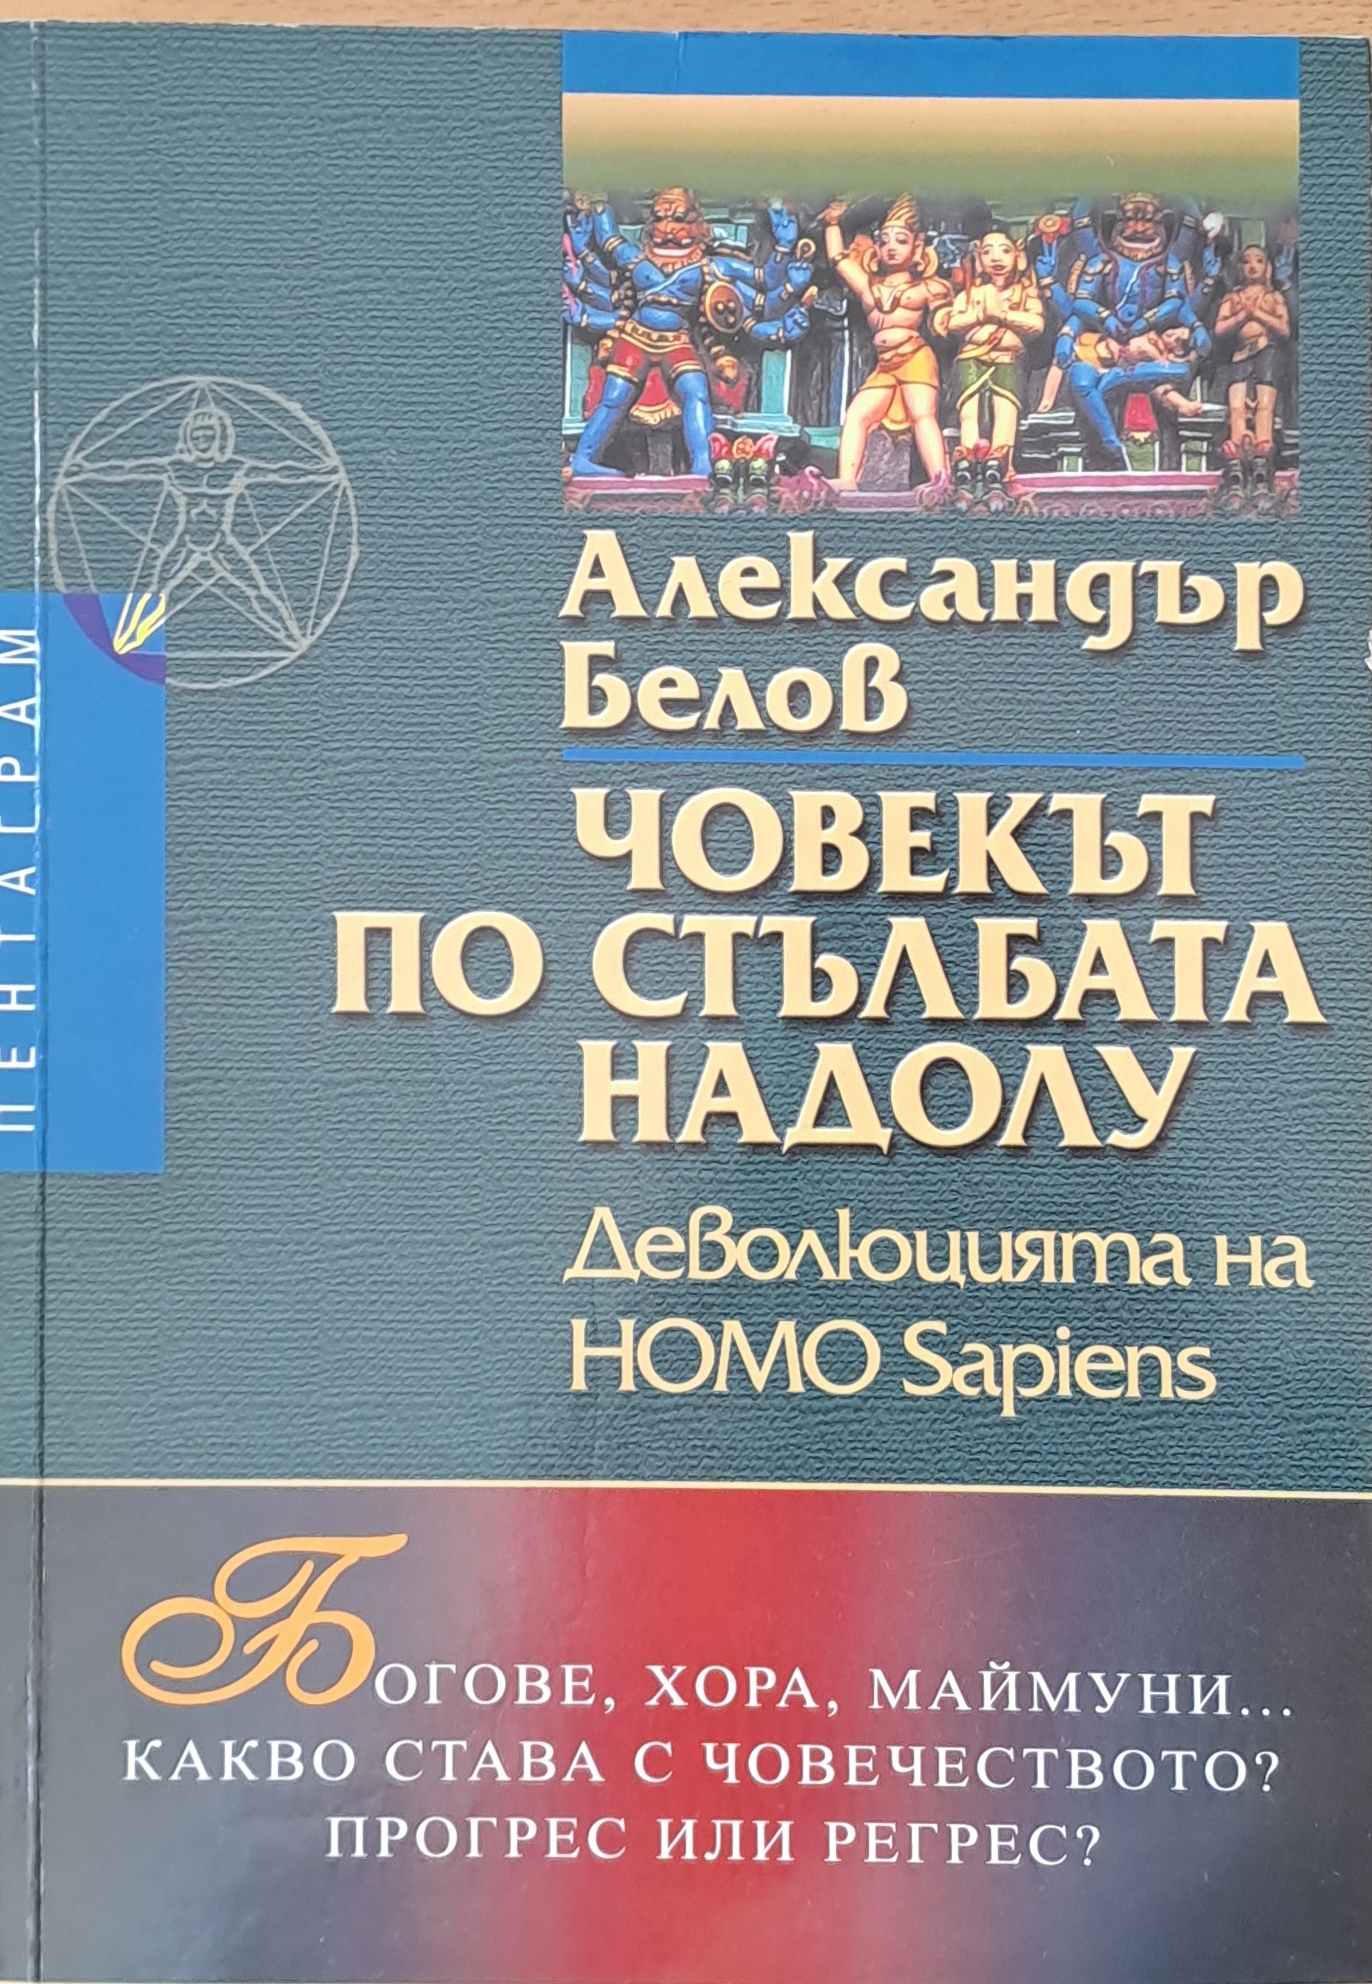 Александър
Белов
ЧОВЕКЪТ
ПО СТЪЛБАТА
НАДОЛУ
Деволюцията на
HOMO Sapiens
ПЕНТАГРАМ
БОГОВЕ, ХОРА, МАЙМУНИ...
КАКВО СТАВА С ЧОВЕЧЕСТВОТО?
ПРОГРЕС ИЛИ РЕГРЕС?